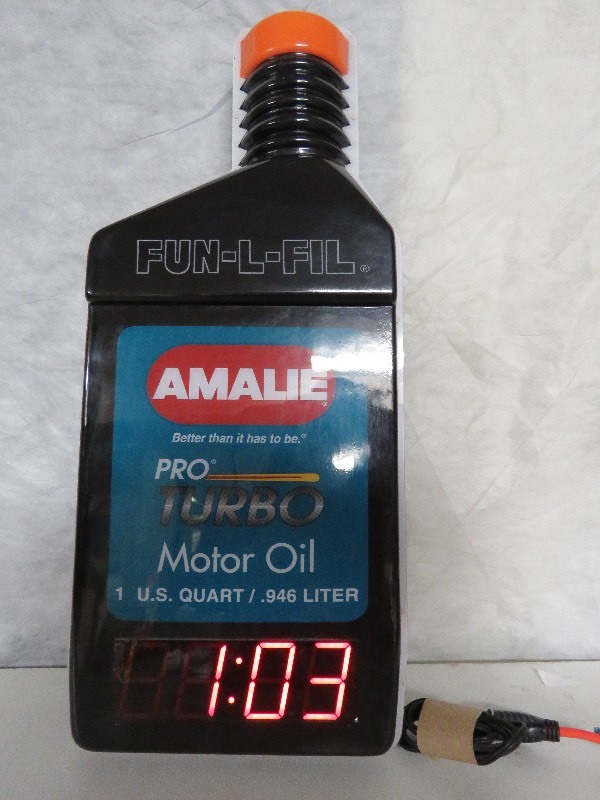 FUN-L-FIL®
AMALIE®
Better than it has to be.®
PRO®
TURBO
Motor Oil
1 U.S. QUART / .946 LITER
1:03